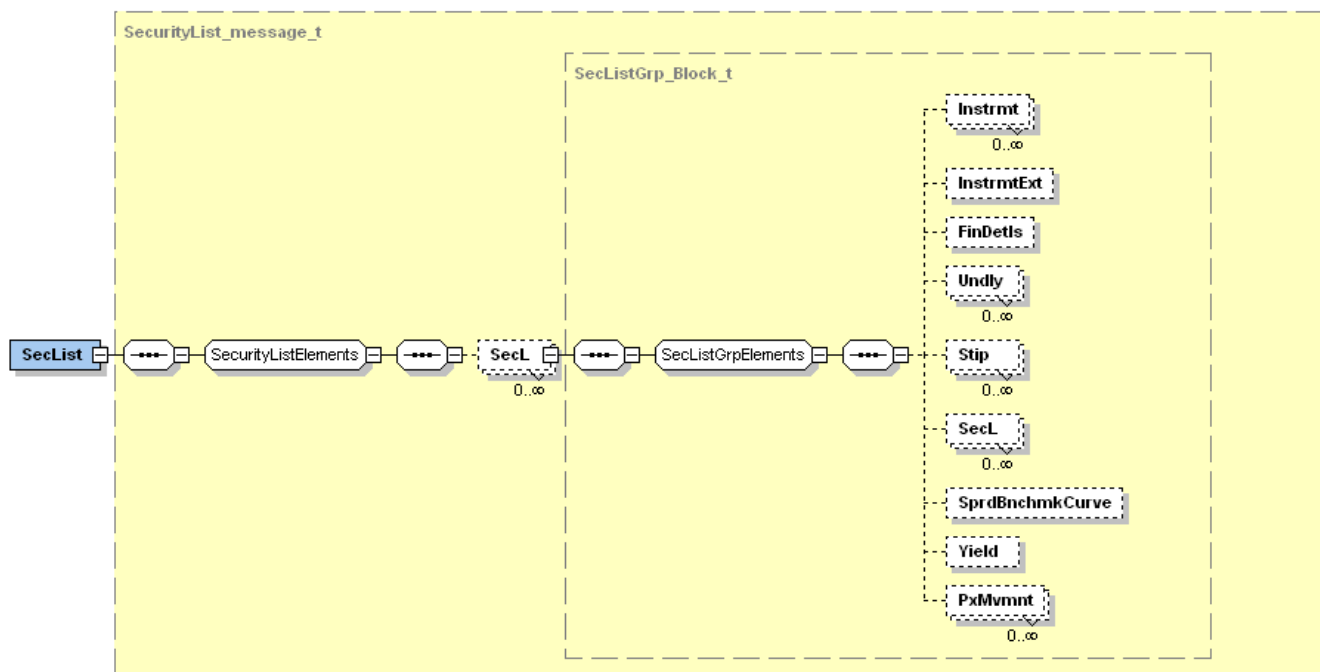 SecurityList_message_t
SecListGrp_Block_t
Instrmt
0..∞
InstrmtExt
FinDetls
Undly
0..∞
SecList
SecurityListElements
SecL
0..∞
SecListGrpElements
Stip
0..∞
SecL
0..∞
SprdBnchmkCurve
Yield
PxMvmnt
0..∞